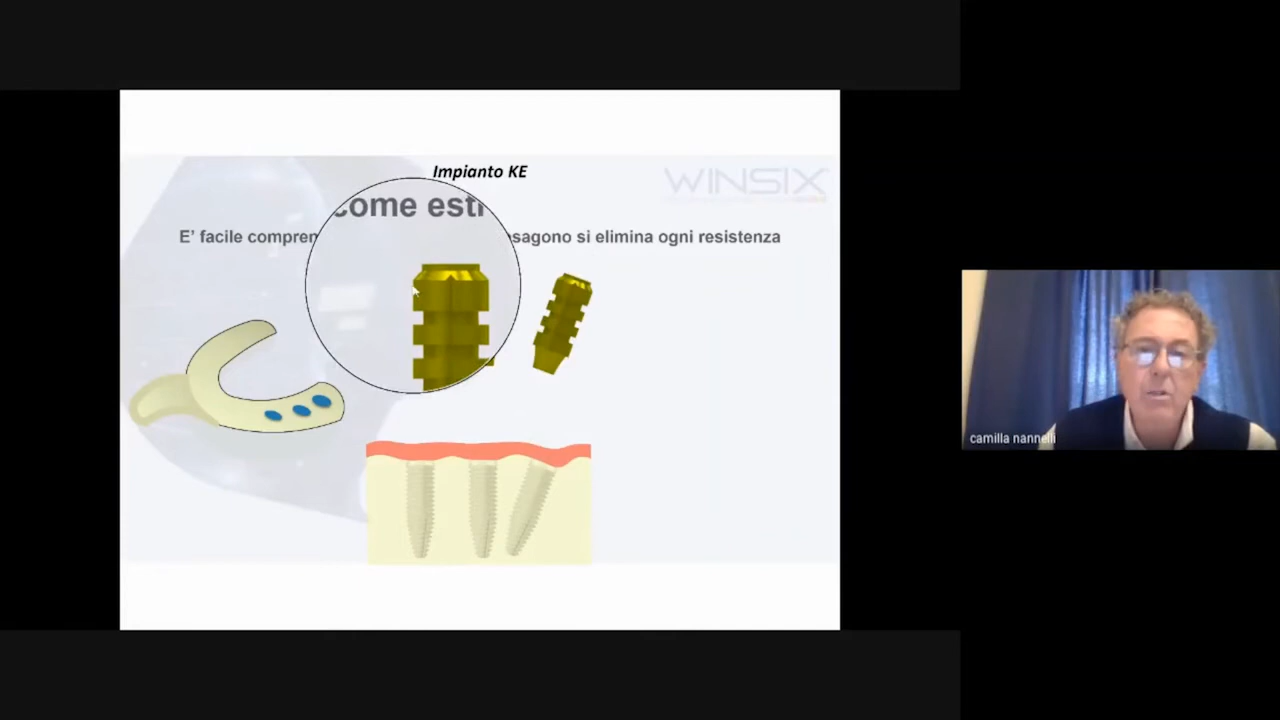 Impianto KE
WINSIX
come estr
E' facile compren sagono si elimina ogni resistenza
camilla nannelli